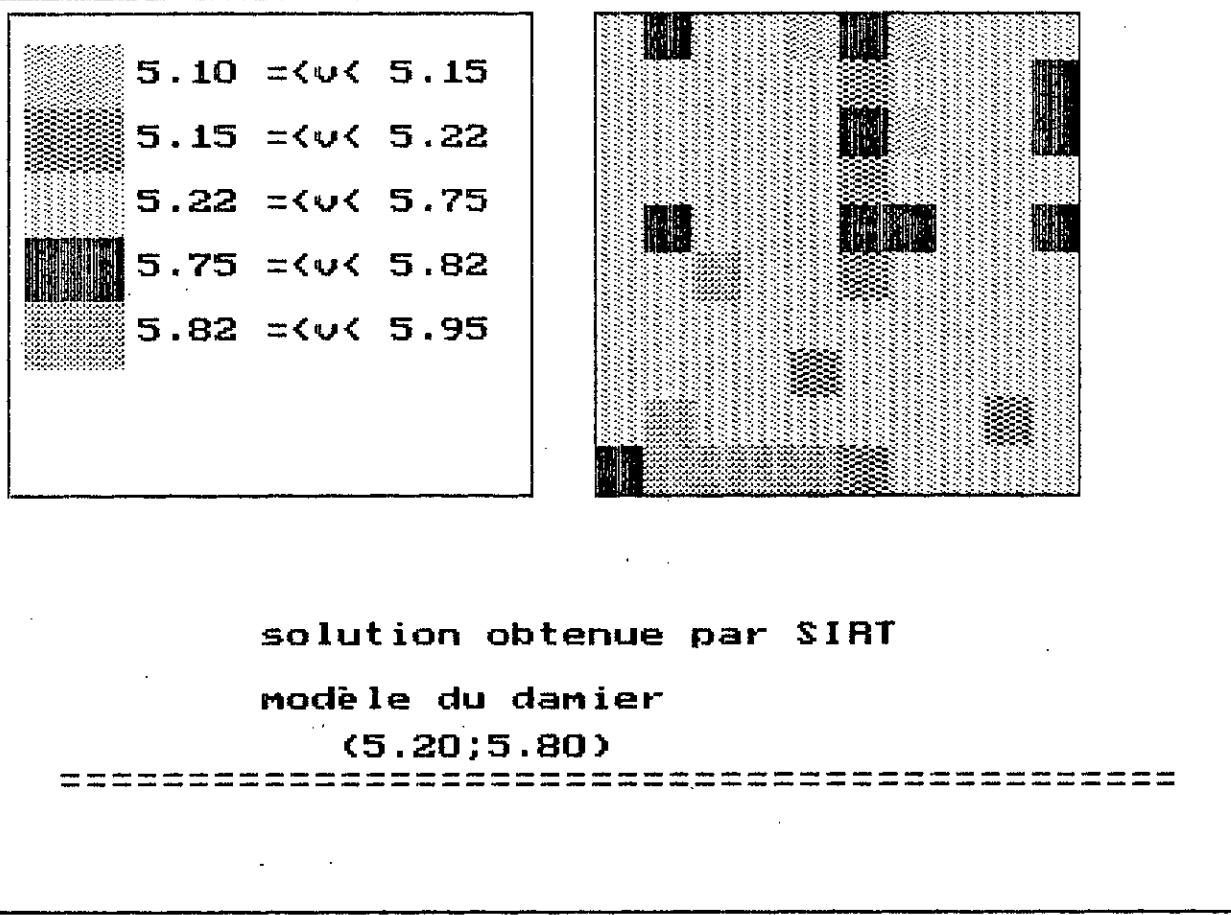 5.10 =<v< 5.15
5.15 =<v< 5.22
5.22 =<v< 5.75
5.75 =<v< 5.82
5.82 =<v< 5.95
solution obtenue par SIRT
modèle du damier
(5.20;5.80)
============================================